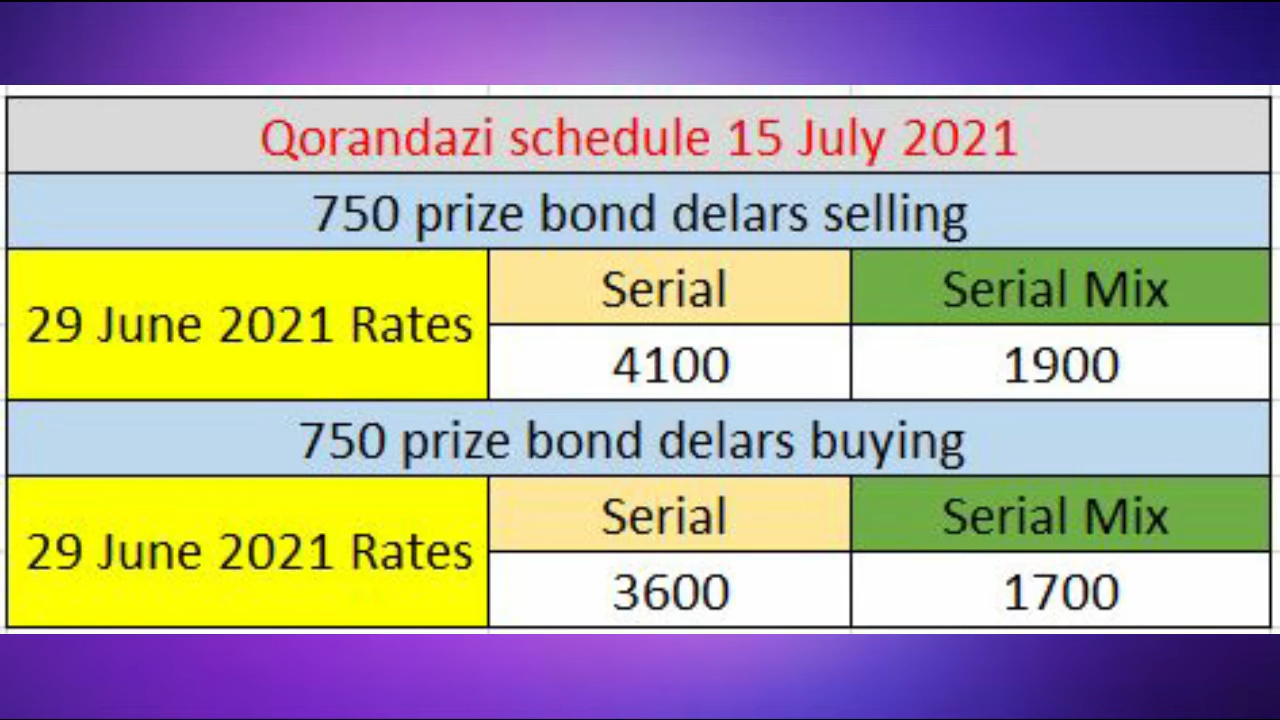 Qorandazi schedule 15 July 2021
750 prize bond delars selling
29 June 2021 Rates
Serial
Serial Mix
4100
1900
750 prize bond delars buying
29 June 2021 Rates
Serial
Serial Mix
3600
1700